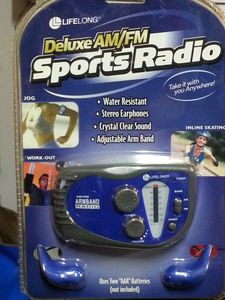 LIFELONG
Deluxe AM/FM
Sports Radio
Take it with
you Anywhere!
JOG
• Water Resistant
• Stereo Earphones
• Crystal Clear Sound
• Adjustable Arm Band
INLINE SKATING
WORK-OUT
LIFELONG
ARMBAND
RADIO
Uses Two "AAA" Batteries
(not included)